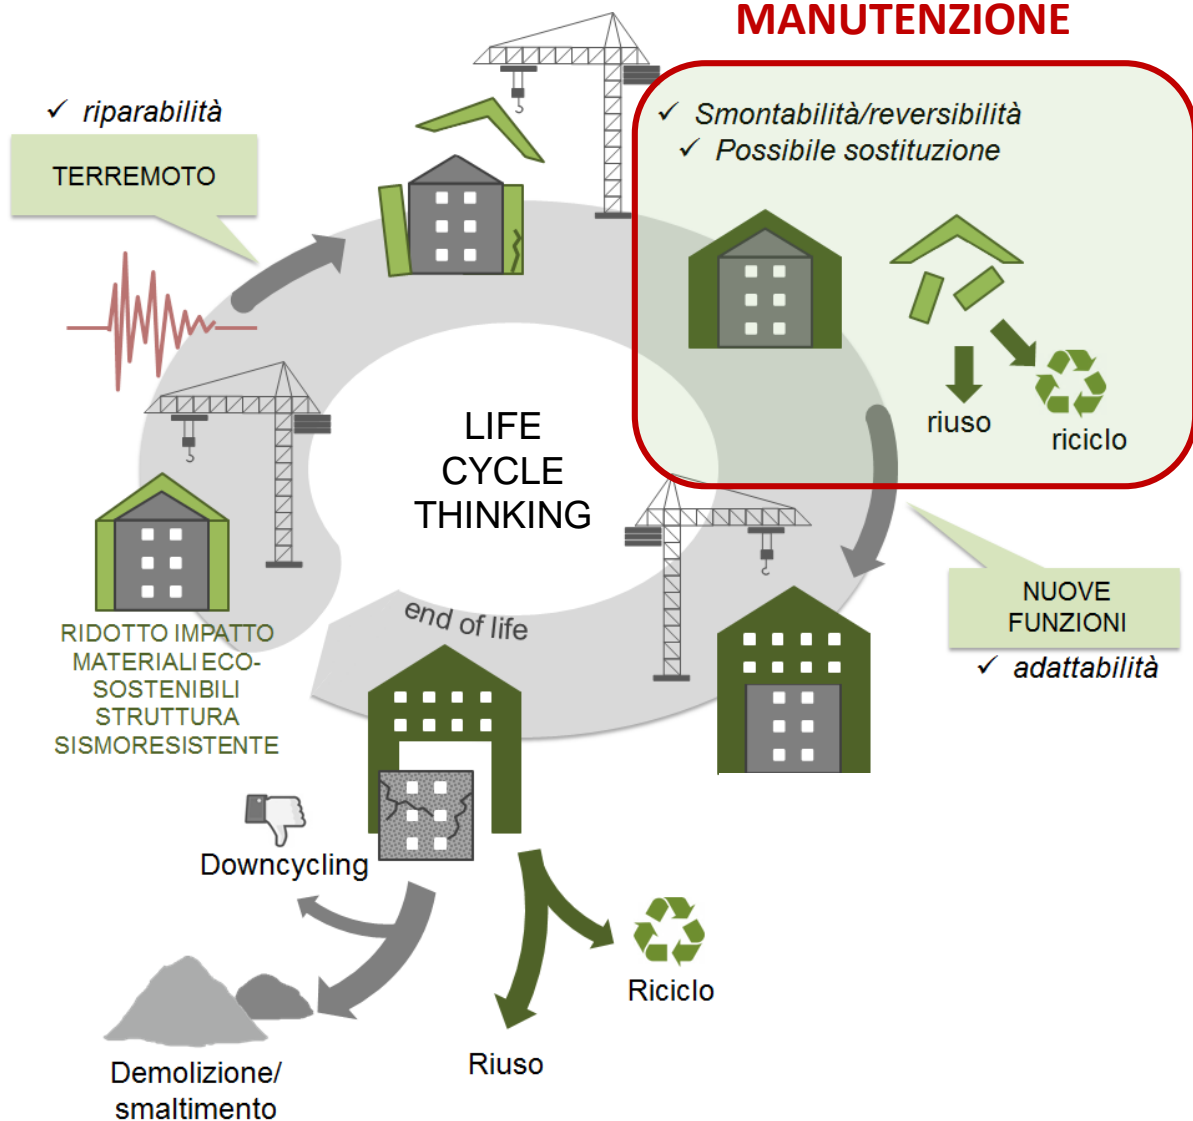 MANUTENZIONE
✓ riparabilità
TERREMOTO
✓ Smontabilità/reversibilità
✓ Possibile sostituzione
riuso
riciclo
LIFE
CYCLE
THINKING
NUOVE
FUNZIONI
✓ adattabilità
end of life
RIDOTTO IMPATTO
MATERIALI ECO-
SOSTENIBILI
STRUTTURA
SISMORESISTENTE
Downcycling
Riciclo
Riuso
Demolizione/
smaltimento